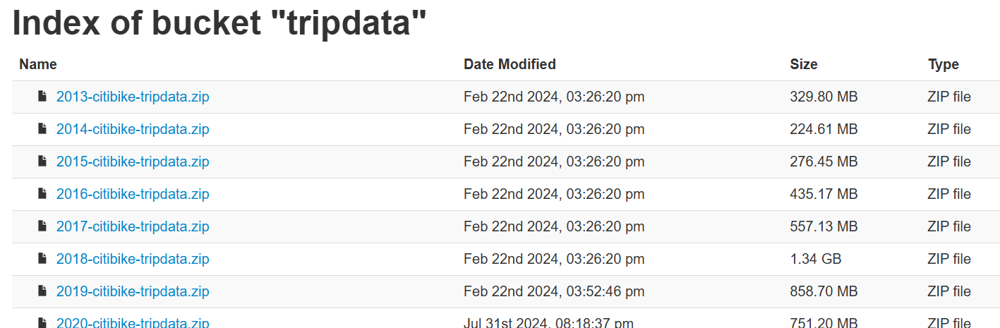 Index of bucket "tripdata"
Name Date Modified Size Type
2013-citibike-tripdata.zip Feb 22nd 2024, 03:26:20 pm 329.80 MB ZIP file
2014-citibike-tripdata.zip Feb 22nd 2024, 03:26:20 pm 224.61 MB ZIP file
2015-citibike-tripdata.zip Feb 22nd 2024, 03:26:20 pm 276.45 MB ZIP file
2016-citibike-tripdata.zip Feb 22nd 2024, 03:26:20 pm 435.17 MB ZIP file
2017-citibike-tripdata.zip Feb 22nd 2024, 03:26:20 pm 557.13 MB ZIP file
2018-citibike-tripdata.zip Feb 22nd 2024, 03:26:20 pm 1.34 GB ZIP file
2019-citibike-tripdata.zip Feb 22nd 2024, 03:52:46 pm 858.70 MB ZIP file
2020-citibike-tripdata.zip Jul 31st 2024, 08:18:37 pm 751.20 MB ZIP file